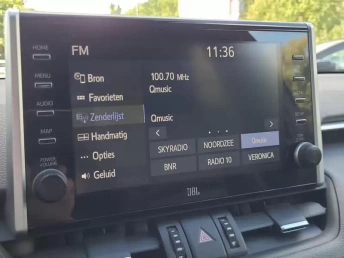 FM 11:36
HOME
MENU
AUDIO
MAP
POWER
VOLUME
Bron
Favorieten
Zenderlijst
Handmatig
Opties
Geluid
100.70 MHz
Qmusic
Qmusic
< >
SKYRADIO NOORDZEE Qmusic
BNR RADIO 10 VERONICA
JBL